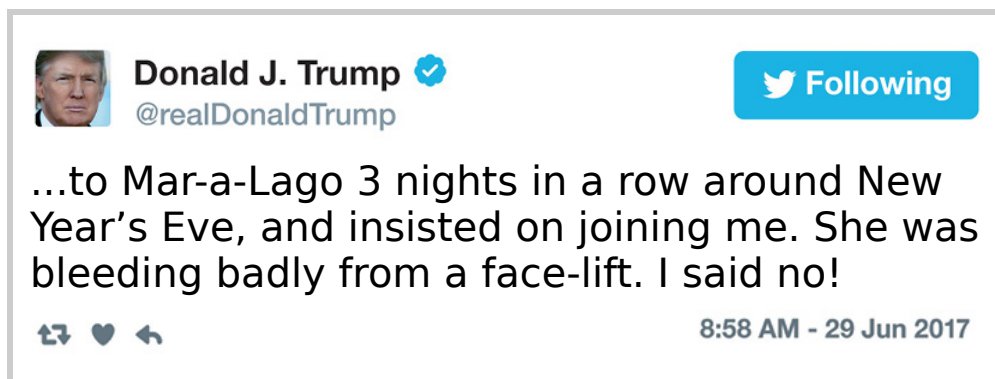 Donald J. Trump
@realDonaldTrump
Following
...to Mar-a-Lago 3 nights in a row around New
Year’s Eve, and insisted on joining me. She was
bleeding badly from a face-lift. I said no!
8:58 AM - 29 Jun 2017